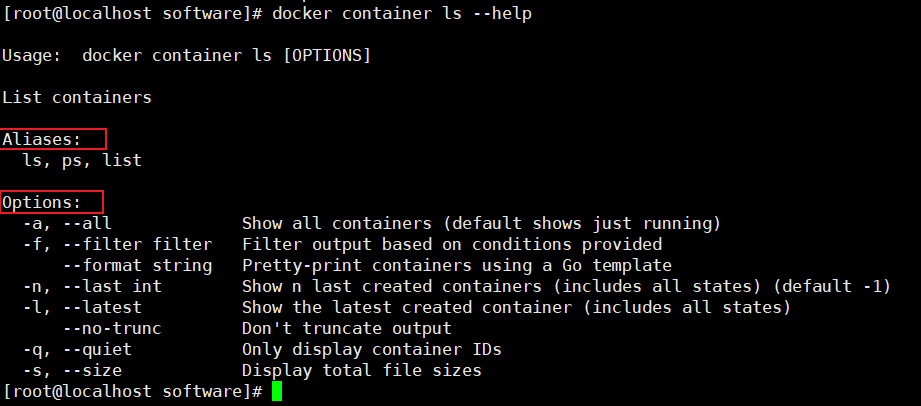 [root@localhost software]# docker container ls --help
Usage:  docker container ls [OPTIONS]
List containers
Aliases:
  ls, ps, list
Options:
  -a, --all             Show all containers (default shows just running)
  -f, --filter filter   Filter output based on conditions provided
      --format string   Pretty-print containers using a Go template
  -n, --last int        Show n last created containers (includes all states) (default -1)
  -l, --latest          Show the latest created container (includes all states)
      --no-trunc        Don't truncate output
  -q, --quiet           Only display container IDs
  -s, --size            Display total file sizes
[root@localhost software]#